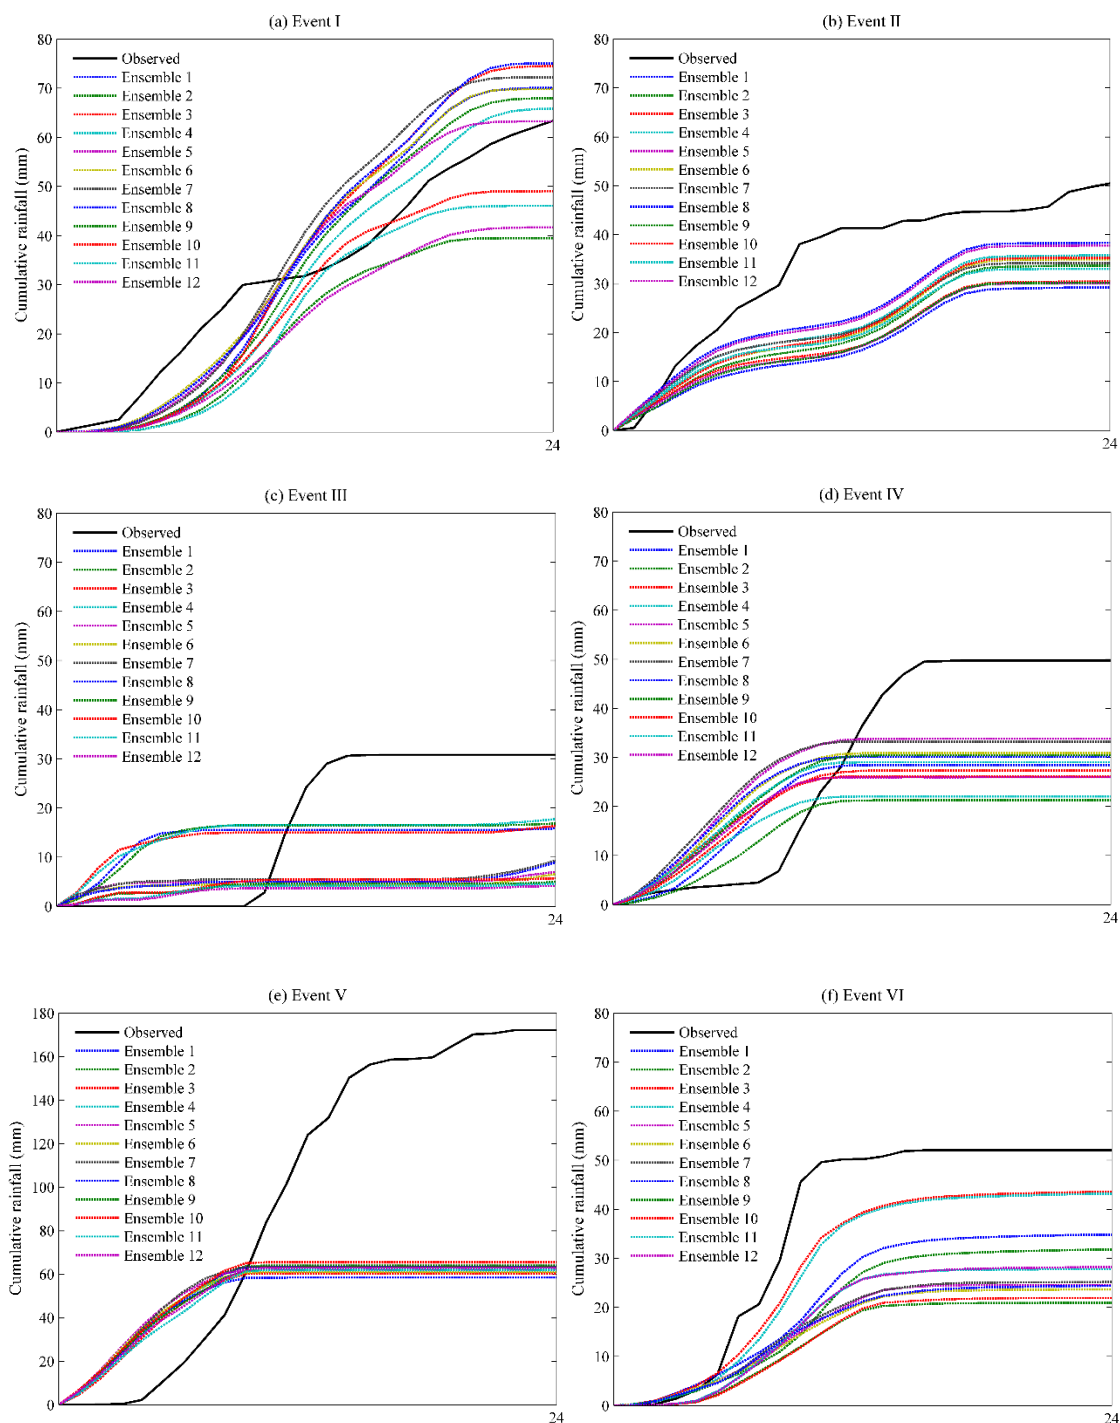 (a) Event I
Cumulative rainfall (mm)
80
70
60
50
40
30
20
10
0
24
Observed
Ensemble 1
Ensemble 2
Ensemble 3
Ensemble 4
Ensemble 5
Ensemble 6
Ensemble 7
Ensemble 8
Ensemble 9
Ensemble 10
Ensemble 11
Ensemble 12
(b) Event II
Cumulative rainfall (mm)
80
70
60
50
40
30
20
10
0
24
Observed
Ensemble 1
Ensemble 2
Ensemble 3
Ensemble 4
Ensemble 5
Ensemble 6
Ensemble 7
Ensemble 8
Ensemble 9
Ensemble 10
Ensemble 11
Ensemble 12
(c) Event III
Cumulative rainfall (mm)
80
70
60
50
40
30
20
10
0
24
Observed
Ensemble 1
Ensemble 2
Ensemble 3
Ensemble 4
Ensemble 5
Ensemble 6
Ensemble 7
Ensemble 8
Ensemble 9
Ensemble 10
Ensemble 11
Ensemble 12
(d) Event IV
Cumulative rainfall (mm)
80
70
60
50
40
30
20
10
0
24
Observed
Ensemble 1
Ensemble 2
Ensemble 3
Ensemble 4
Ensemble 5
Ensemble 6
Ensemble 7
Ensemble 8
Ensemble 9
Ensemble 10
Ensemble 11
Ensemble 12
(e) Event V
Cumulative rainfall (mm)
180
160
140
120
100
80
60
40
20
0
24
Observed
Ensemble 1
Ensemble 2
Ensemble 3
Ensemble 4
Ensemble 5
Ensemble 6
Ensemble 7
Ensemble 8
Ensemble 9
Ensemble 10
Ensemble 11
Ensemble 12
(f) Event VI
Cumulative rainfall (mm)
80
70
60
50
40
30
20
10
0
24
Observed
Ensemble 1
Ensemble 2
Ensemble 3
Ensemble 4
Ensemble 5
Ensemble 6
Ensemble 7
Ensemble 8
Ensemble 9
Ensemble 10
Ensemble 11
Ensemble 12